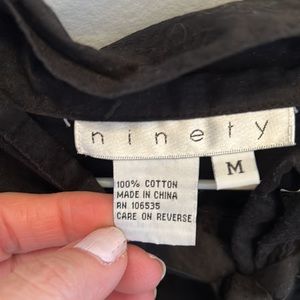 ninety
M
100% COTTON
MADE IN CHINA
RN 106535
CARE ON REVERSE